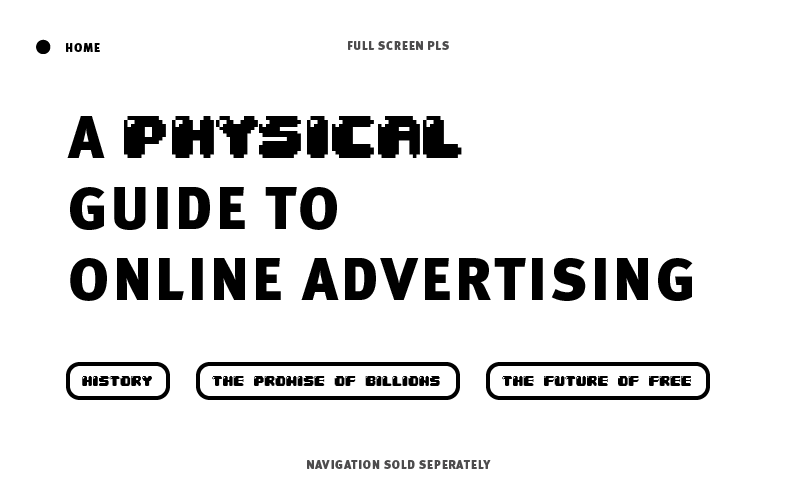 HOME
FULL SCREEN PLS
A PHYSICAL
GUIDE TO
ONLINE ADVERTISING
HISTORY
THE PROMISE OF BILLIONS
THE FUTURE OF FREE
NAVIGATION SOLD SEPERATELY